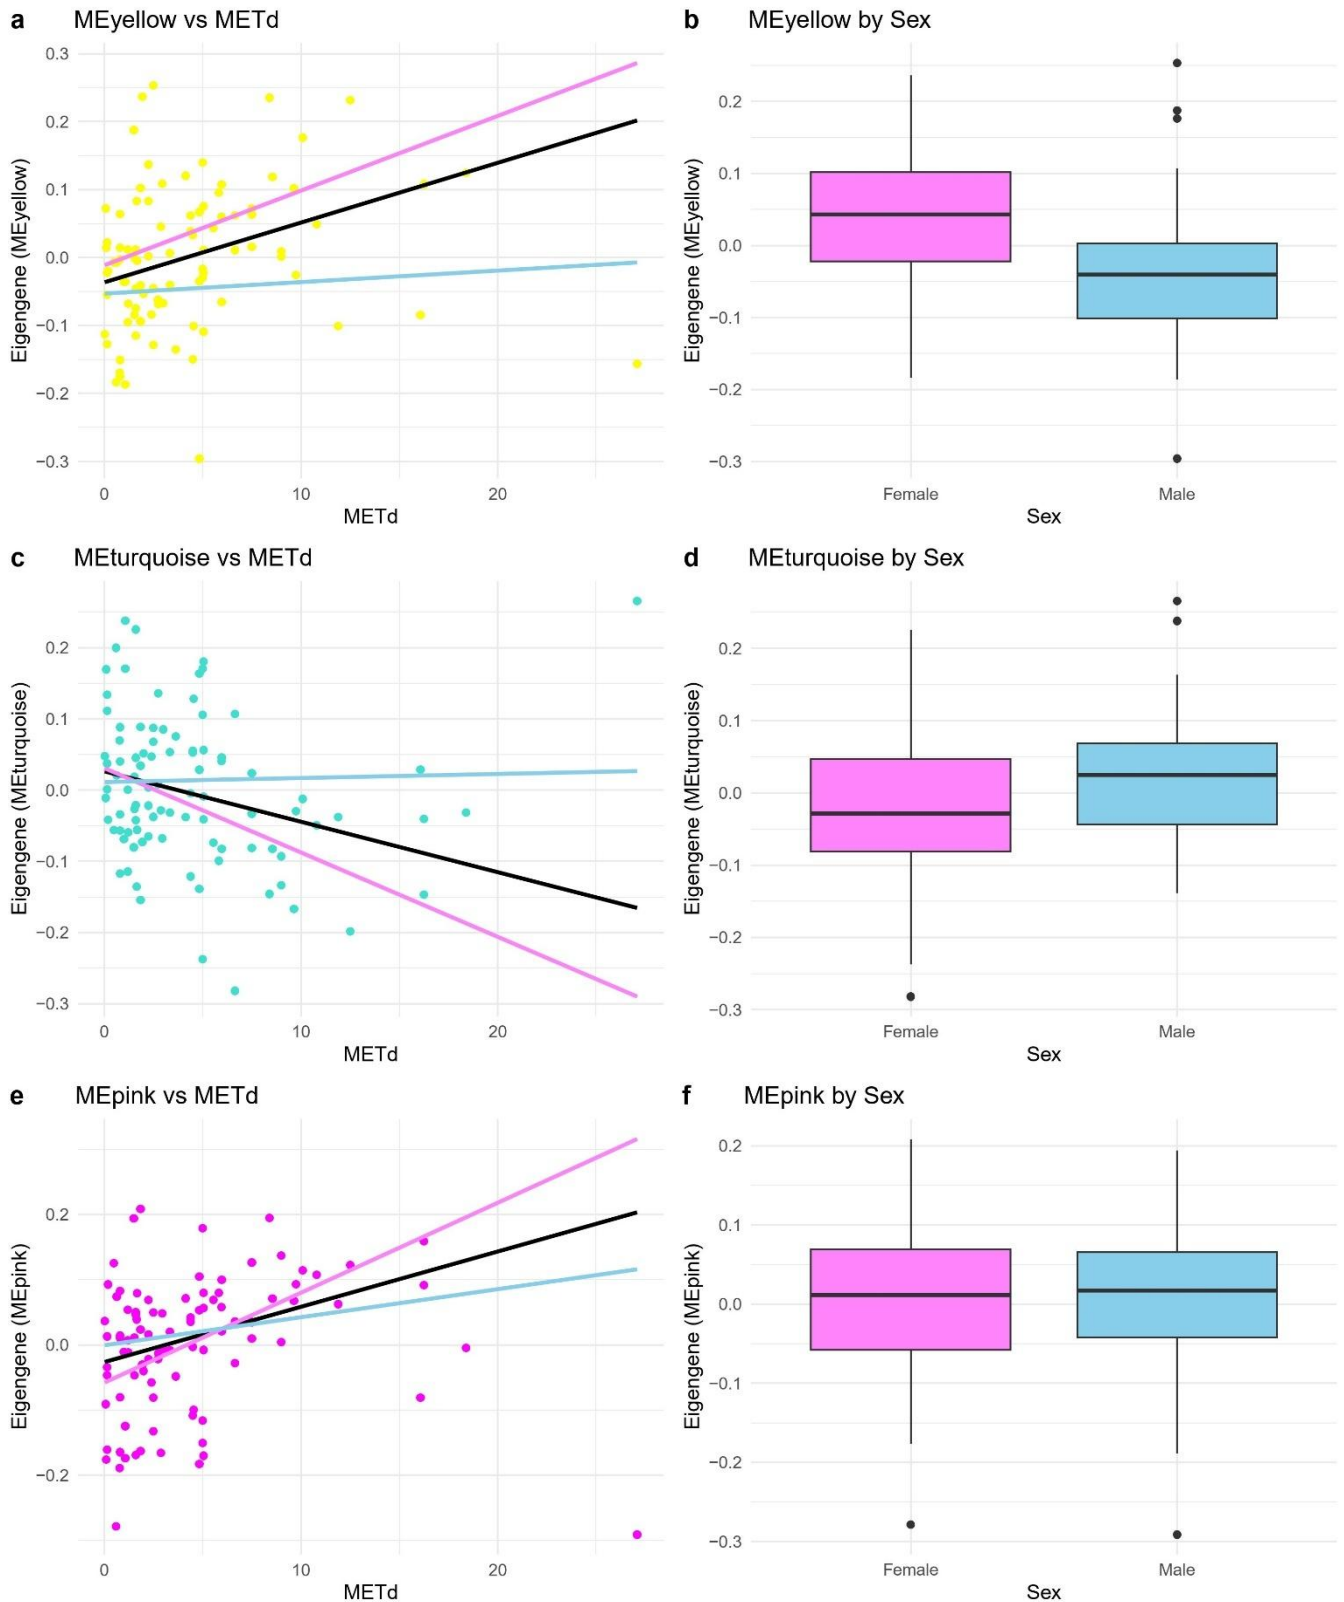 a MEyellow vs METd
0.3
0.2
0.1
0.0
−0.1
−0.2
−0.3
Eigengene (MEyellow)
0 10 20
METd
b MEyellow by Sex
0.2
0.1
0.0
−0.1
−0.2
−0.3
Eigengene (MEyellow)
Female Male
Sex
c MEturquoise vs METd
0.2
0.1
0.0
−0.1
−0.2
−0.3
Eigengene (MEturquoise)
0 10 20
METd
d MEturquoise by Sex
0.2
0.1
0.0
−0.1
−0.2
−0.3
Eigengene (MEturquoise)
Female Male
Sex
e MEpink vs METd
0.2
0.0
−0.2
Eigengene (MEpink)
0 10 20
METd
f MEpink by Sex
0.2
0.1
0.0
−0.1
−0.2
−0.3
Eigengene (MEpink)
Female Male
Sex